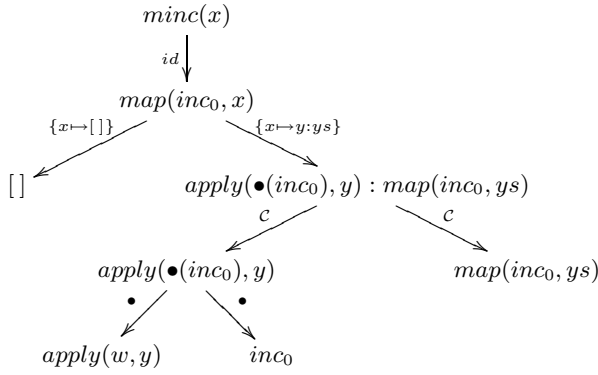 minc(x)
id
map(inc₀, x)
{x↦[ ]} {x↦y:ys}
[ ] apply(●(inc₀), y) : map(inc₀, ys)
𝒞 𝒞
apply(●(inc₀), y) map(inc₀, ys)
● ●
apply(w, y) inc₀